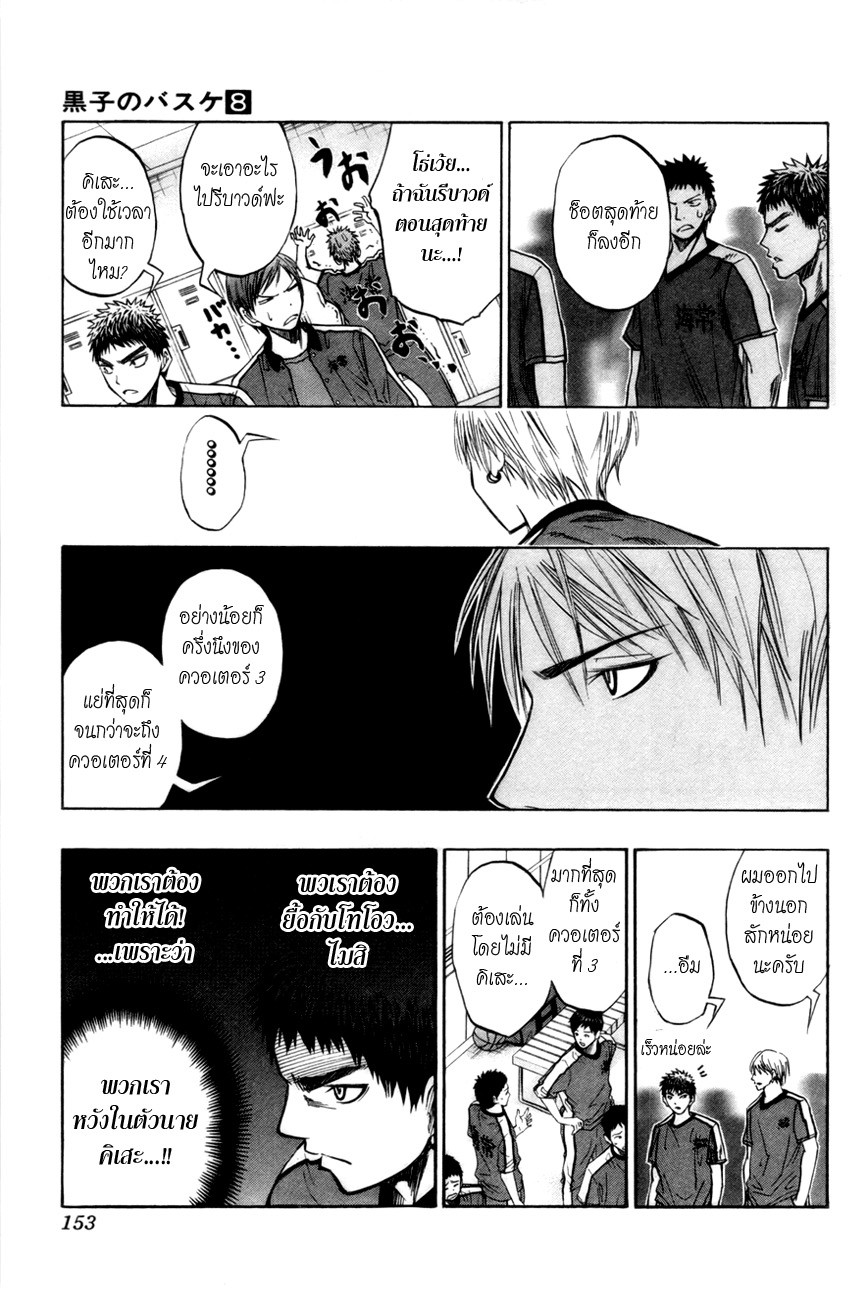 黒子のバスケ8
ช็อตสุดท้าย
ก็ลงอีก
โธ่เว้ย...
ถ้าฉันรีบาวด์
ตอนสุดท้าย
นะ...!
うおおおお
จะเอาอะไร
ไปรีบาวด์ฟะ
バカ...
คิเสะ...
ต้องใช้เวลา
อีกมาก
ไหม?
海常
อย่างน้อยก็
ครึ่งนึงของ
ควอเตอร์ 3
แย่ที่สุดก็
จนกว่าจะถึง
ควอเตอร์ที่ 4
ผมออกไป
ข้างนอก
สักหน่อย
นะครับ
...อึม
เร็วหน่อยล่ะ
มากที่สุด
ก็ทั้ง
ควอเตอร์
ที่ 3
ต้องเล่น
โดยไม่มี
คิเสะ...
พวเราต้อง
ยื้อกับโทโอว...
ไมสิ
พวกเราต้อง
ทำให้ได้!
...เพราะว่า
พวกเรา
หวังในตัวนาย
คิเสะ...!!
153